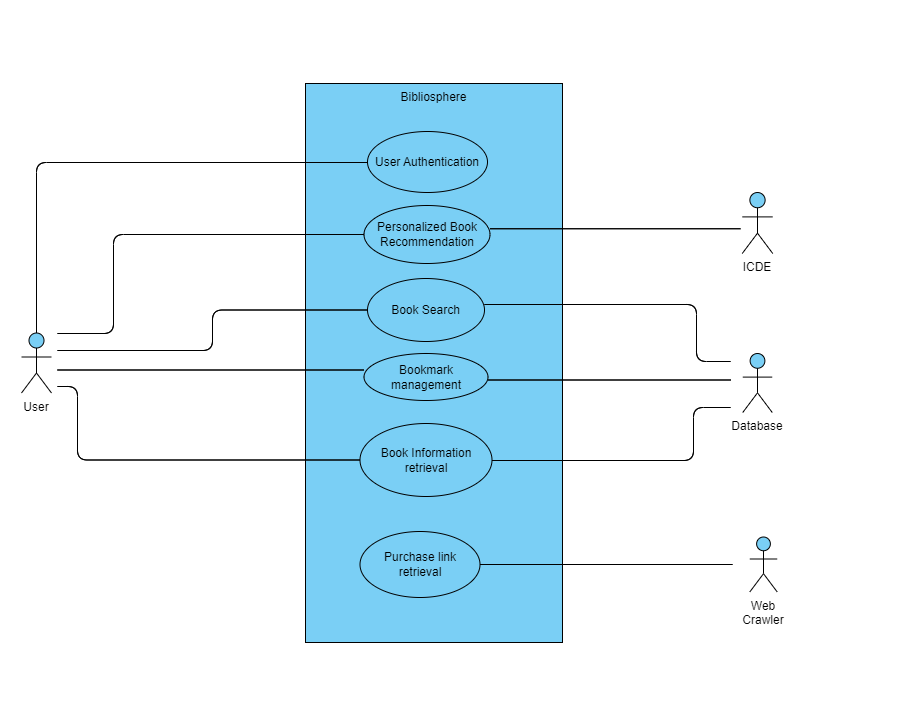 Bibliosphere
User Authentication
Personalized Book
Recommendation
ICDE
Book Search
User
Bookmark
management
Database
Book Information
retrieval
Purchase link
retrieval
Web
Crawler